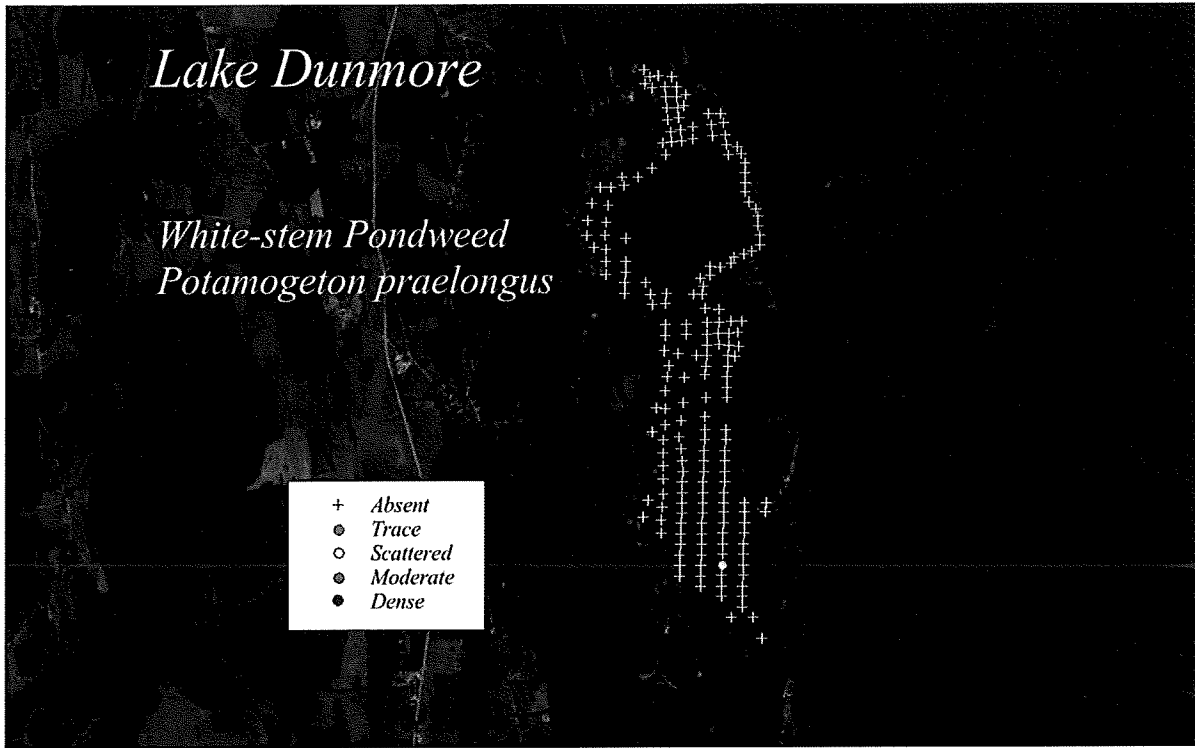 Lake Dunmore
White-stem Pondweed
Potamogeton praelongus
Absent
Trace
Scattered
Moderate
Dense